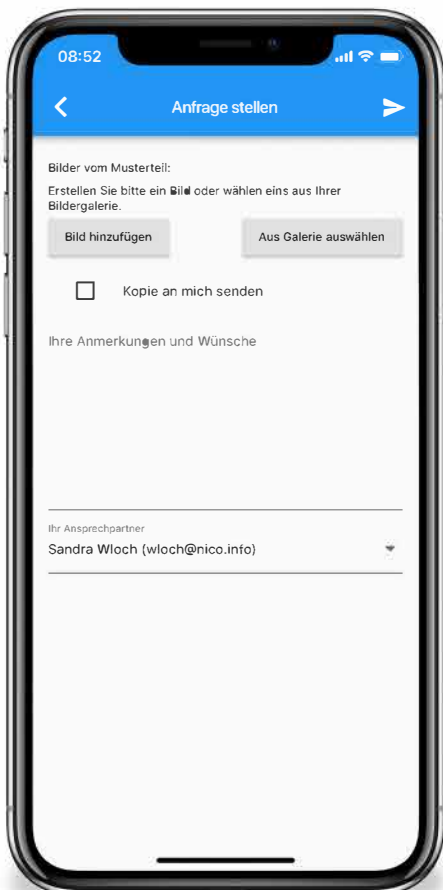 08:52
Anfrage stellen
Bilder vom Musterteil:
Erstellen Sie bitte ein Bild oder wählen eins aus Ihrer
Bildergalerie.
Bild hinzufügen
Aus Galerie auswählen
Kopie an mich senden
Ihre Anmerkungen und Wünsche
Ihr Ansprechpartner
Sandra Wloch (wloch@nico.info)